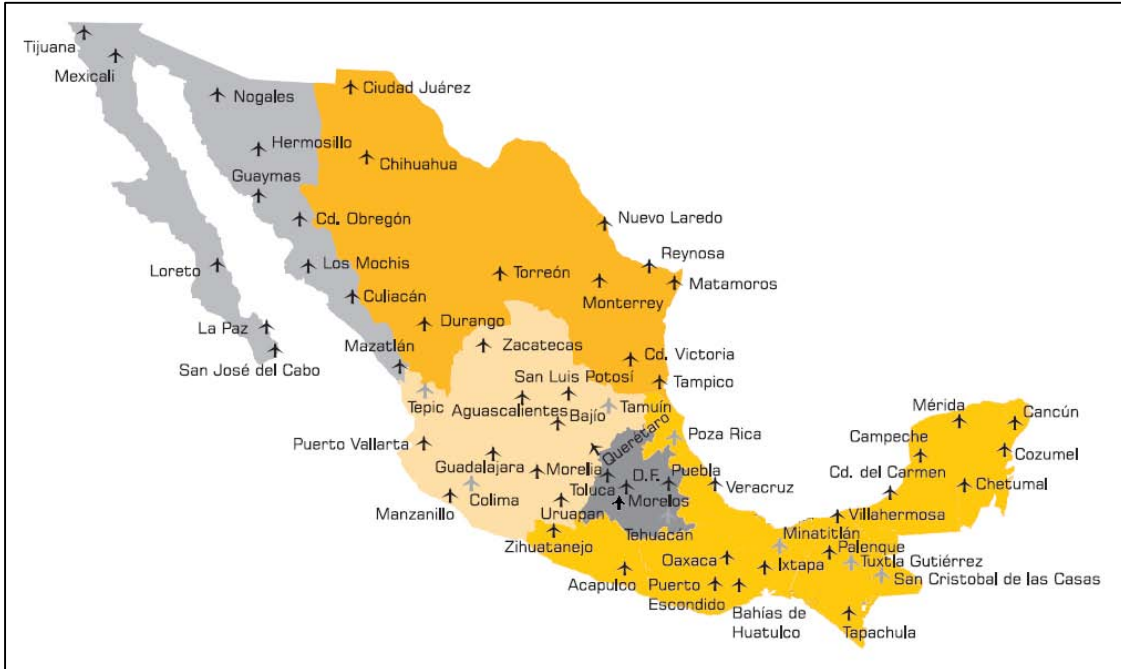 Tijuana
Mexicali
Nogales
Ciudad Juárez
Hermosillo
Chihuahua
Guaymas
Cd. Obregón
Nuevo Laredo
Loreto
Los Mochis
Torreón
Reynosa
Monterrey
Matamoros
Culiacán
La Paz
Durango
San José del Cabo
Mazatlán
Zacatecas
Cd. Victoria
San Luis Potosí
Tampico
Tepic
Aguascalientes
Bajío
Tamuín
Mérida
Cancún
Puerto Vallarta
Querétaro
Poza Rica
Campeche
Cozumel
Guadalajara
Morelia
D.F.
Puebla
Cd. del Carmen
Toluca
Veracruz
Chetumal
Colima
Morelos
Manzanillo
Uruapan
Villahermosa
Tehuacán
Minatitlán
Zihuatanejo
Palenque
Oaxaca
Ixtapa
Tuxtla Gutiérrez
Acapulco
Puerto
Escondido
San Cristobal de las Casas
Bahías de
Huatulco
Tapachula